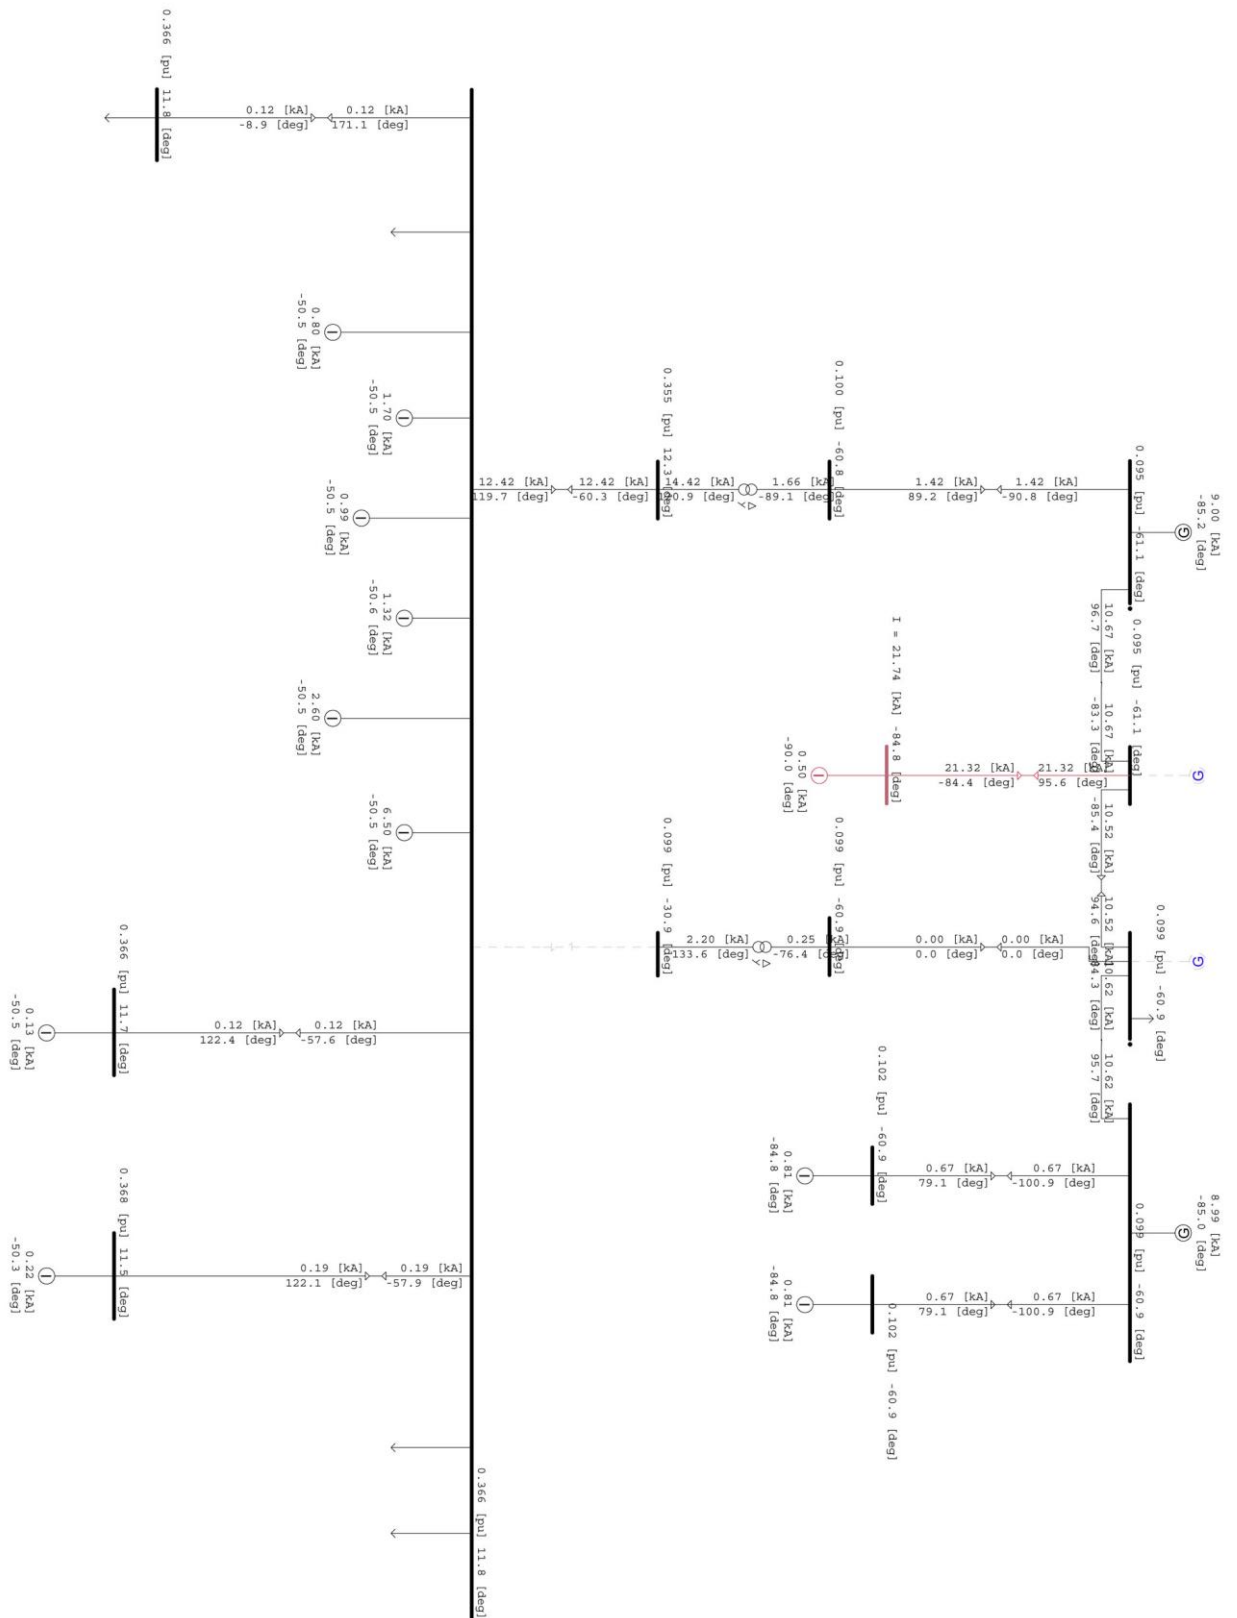 0.366 [pu] 11.8 [deg]
0.12 [kA]
-8.9 [deg]
0.12 [kA]
171.1 [deg]
0.80 [kA]
-50.5 [deg]
1.70 [kA]
-50.5 [deg]
0.99 [kA]
-50.5 [deg]
1.32 [kA]
-50.6 [deg]
2.60 [kA]
-50.5 [deg]
6.50 [kA]
-50.5 [deg]
12.42 [kA]
119.7 [deg]
12.42 [kA]
-60.3 [deg]
0.355 [pu] 12.3 [deg]
14.42 [kA]
1.66 [kA]
-89.1 [deg]
0.100 [pu] -60.8 [deg]
1.42 [kA]
89.2 [deg]
1.42 [kA]
-90.8 [deg]
0.095 [pu] -61.1 [deg]
9.00 [kA]
-85.2 [deg]
G
10.67 [kA]
96.7 [deg]
0.095 [pu] -61.1 [deg]
10.67 [kA]
-83.3 [deg]
I = 21.74 [kA] -84.8 [deg]
0.50 [kA]
-90.0 [deg]
21.32 [kA]
-84.4 [deg]
21.32 [kA]
95.6 [deg]
G
10.52 [kA]
-85.4 [deg]
10.52 [kA]
94.6 [deg]
0.099 [pu] -30.9 [deg]
2.20 [kA]
133.6 [deg]
0.25 [kA]
-76.4 [deg]
0.099 [pu] -60.9 [deg]
0.00 [kA]
0.0 [deg]
0.00 [kA]
0.0 [deg]
0.099 [pu] -60.9 [deg]
G
10.62 [kA]
10.62 [kA]
95.7 [deg]
0.366 [pu] 11.7 [deg]
0.13 [kA]
-50.5 [deg]
0.12 [kA]
122.4 [deg]
0.12 [kA]
-57.6 [deg]
0.102 [pu] -60.9 [deg]
0.81 [kA]
-84.8 [deg]
0.67 [kA]
79.1 [deg]
0.67 [kA]
-100.9 [deg]
8.99 [kA]
-85.0 [deg]
G
0.099 [pu] -60.9 [deg]
0.368 [pu] 11.5 [deg]
0.22 [kA]
-50.3 [deg]
0.19 [kA]
122.1 [deg]
0.19 [kA]
-57.9 [deg]
0.81 [kA]
-84.8 [deg]
0.67 [kA]
79.1 [deg]
0.67 [kA]
-100.9 [deg]
0.102 [pu] -60.9 [deg]
0.366 [pu] 11.8 [deg]